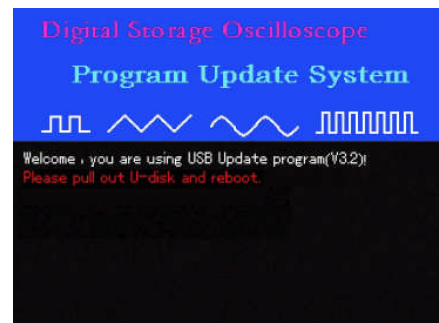 Digital Storage Oscilloscope
Program Update System
Welcome , you are using USB Update program(V3.2)!
Please pull out U-disk and reboot.